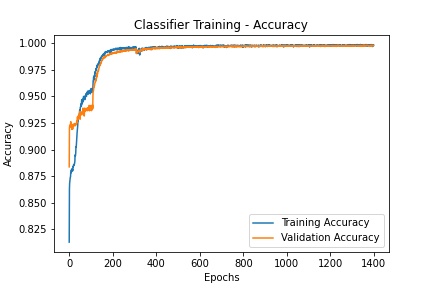 Classifier Training - Accuracy
1.000
0.975
0.950
0.925
0.900
0.875
0.850
0.825
Accuracy
Training Accuracy
Validation Accuracy
0 200 400 600 800 1000 1200 1400
Epochs